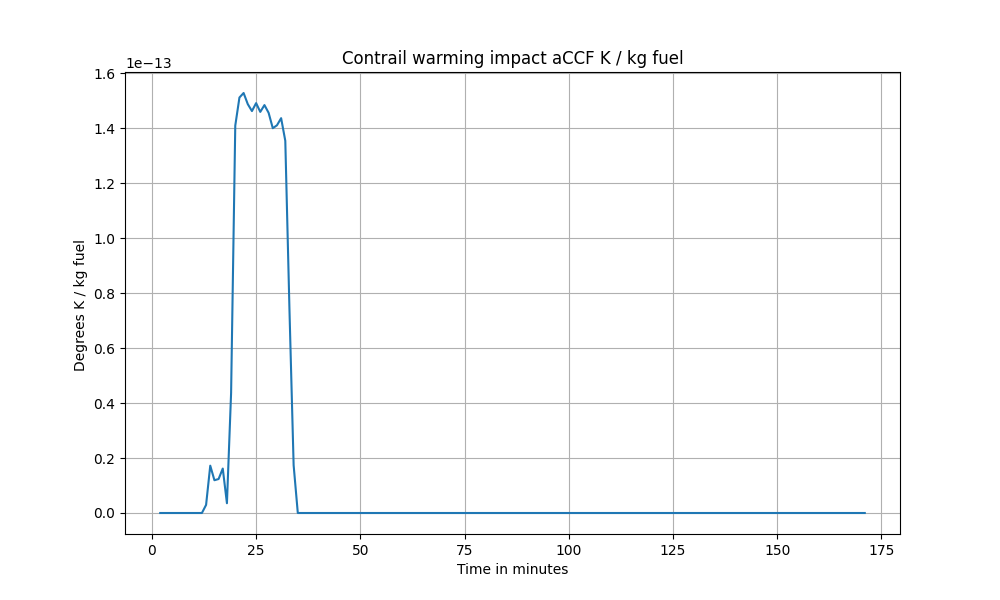 Contrail warming impact aCCF K / kg fuel
1e−13
1.6
1.4
1.2
1.0
0.8
0.6
0.4
0.2
0.0
Degrees K / kg fuel
0 25 50 75 100 125 150 175
Time in minutes